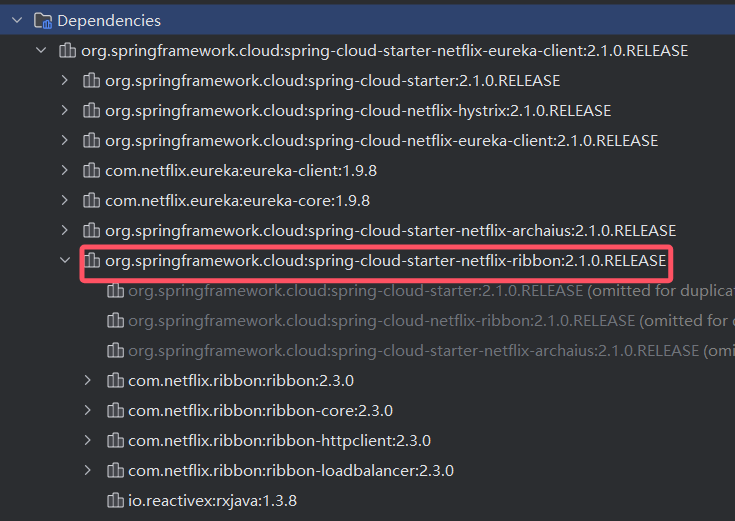 Dependencies
org.springframework.cloud:spring-cloud-starter-netflix-eureka-client:2.1.0.RELEASE
org.springframework.cloud:spring-cloud-starter:2.1.0.RELEASE
org.springframework.cloud:spring-cloud-netflix-hystrix:2.1.0.RELEASE
org.springframework.cloud:spring-cloud-netflix-eureka-client:2.1.0.RELEASE
com.netflix.eureka:eureka-client:1.9.8
com.netflix.eureka:eureka-core:1.9.8
org.springframework.cloud:spring-cloud-starter-netflix-archaius:2.1.0.RELEASE
org.springframework.cloud:spring-cloud-starter-netflix-ribbon:2.1.0.RELEASE
org.springframework.cloud:spring-cloud-starter:2.1.0.RELEASE (omitted for duplicat
org.springframework.cloud:spring-cloud-netflix-ribbon:2.1.0.RELEASE (omitted for d
org.springframework.cloud:spring-cloud-starter-netflix-archaius:2.1.0.RELEASE (omi
com.netflix.ribbon:ribbon:2.3.0
com.netflix.ribbon:ribbon-core:2.3.0
com.netflix.ribbon:ribbon-httpclient:2.3.0
com.netflix.ribbon:ribbon-loadbalancer:2.3.0
io.reactivex:rxjava:1.3.8